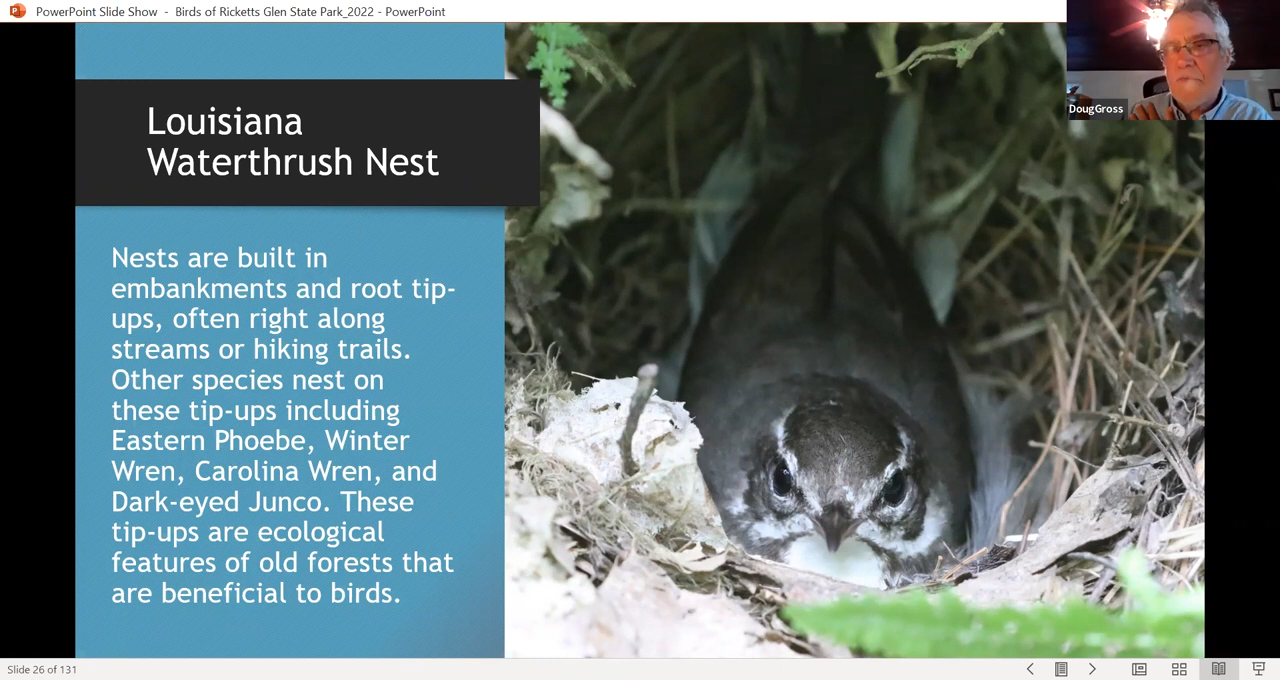 PowerPoint Slide Show - Birds of Ricketts Glen State Park_2022 - PowerPoint
DougGross
Louisiana
Waterthrush Nest
Nests are built in
embankments and root tip-
ups, often right along
streams or hiking trails.
Other species nest on
these tip-ups including
Eastern Phoebe, Winter
Wren, Carolina Wren, and
Dark-eyed Junco. These
tip-ups are ecological
features of old forests that
are beneficial to birds.
Slide 26 of 131